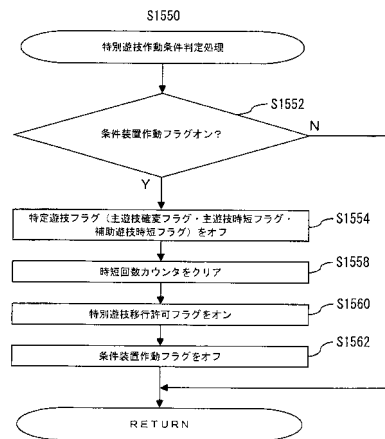 S1550
特別遊技作動条件判定処理
S1552
条件装置作動フラグオン?
N
Y
特定遊技フラグ(主遊技確変フラグ・主遊技時短フラグ・
補助遊技時短フラグ)をオフ
S1554
時短回数カウンタをクリア
S1558
特別遊技移行許可フラグをオン
S1560
条件装置作動フラグをオフ
S1562
RETURN